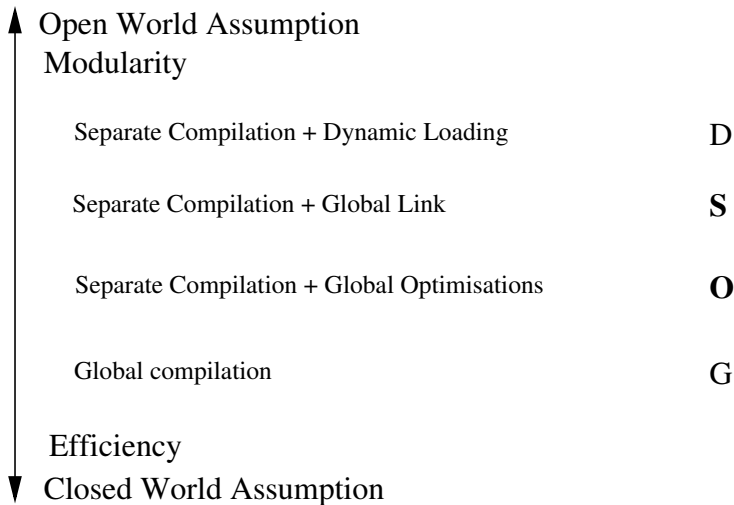 Open World Assumption
Modularity
Separate Compilation + Dynamic Loading D
Separate Compilation + Global Link S
Separate Compilation + Global Optimisations O
Global compilation G
Efficiency
Closed World Assumption